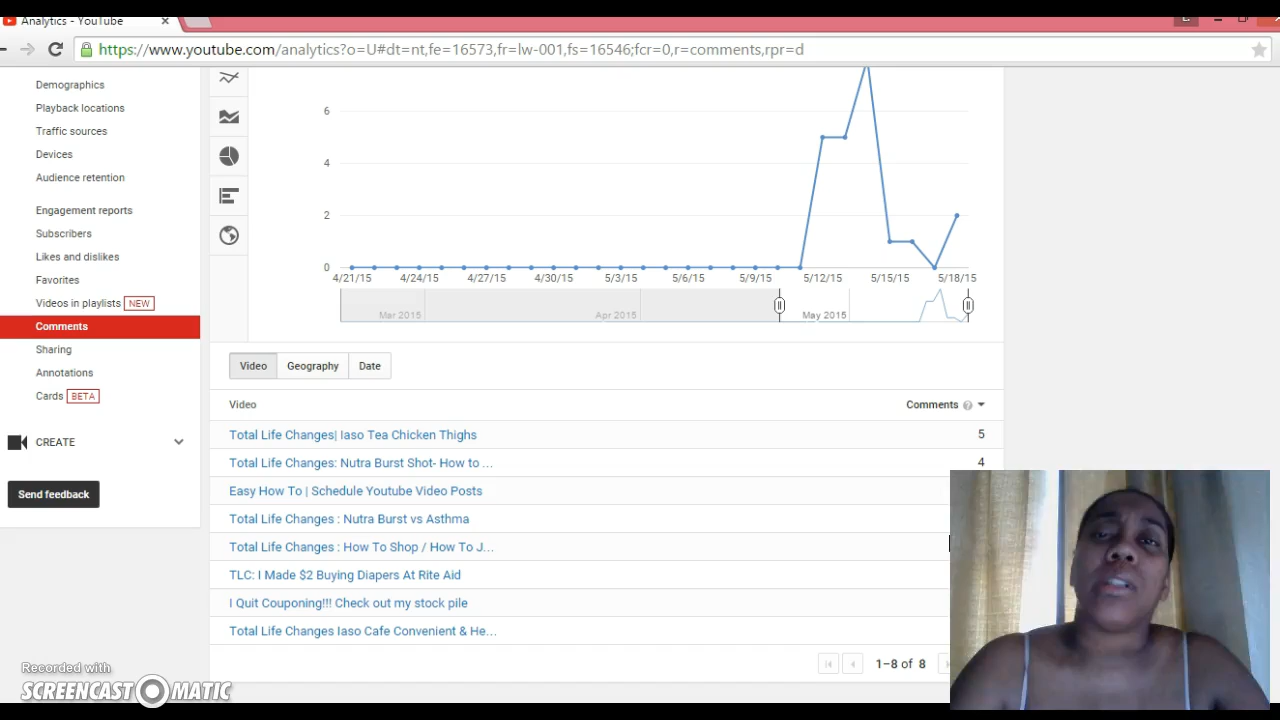 Analytics - YouTube
https://www.youtube.com/analytics?o=U#dt=nt,fe=16573,fr=lw-001,fs=16546;fcr=0,r=comments,rpr=d
Demographics
Playback locations
Traffic sources
Devices
Audience retention
Engagement reports
Subscribers
Likes and dislikes
Favorites
Videos in playlists NEW
Comments
Sharing
Annotations
Cards BETA
CREATE
Send feedback
6
4
2
0
4/21/15 4/24/15 4/27/15 4/30/15 5/3/15 5/6/15 5/9/15 5/12/15 5/15/15 5/18/15
Mar 2015 Apr 2015 May 2015
Video Geography Date
Video Comments ?
Total Life Changes| Iaso Tea Chicken Thighs 5
Total Life Changes: Nutra Burst Shot- How to ... 4
Easy How To | Schedule Youtube Video Posts
Total Life Changes : Nutra Burst vs Asthma
Total Life Changes : How To Shop / How To J...
TLC: I Made $2 Buying Diapers At Rite Aid
I Quit Couponing!!! Check out my stock pile
Total Life Changes Iaso Cafe Convenient & He...
1–8 of 8
Recorded with
SCREENCAST MATIC